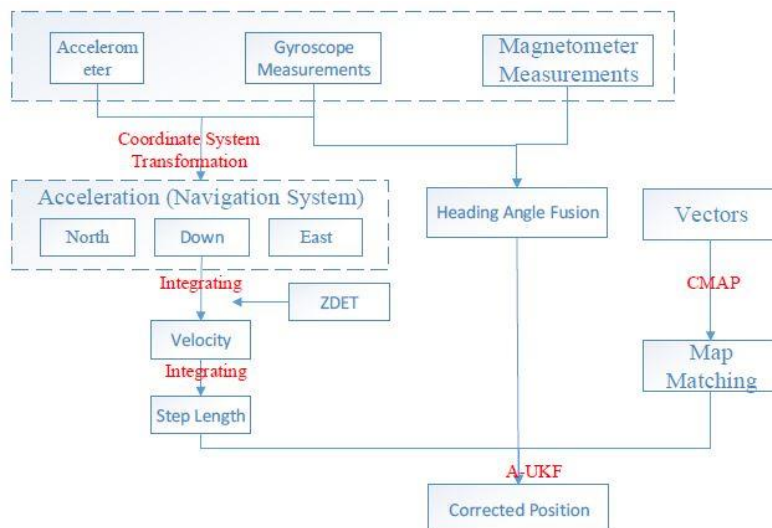 Accelerom
eter
Gyroscope
Measurements
Magnetometer
Measurements
Coordinate System
Transformation
Acceleration (Navigation System)
North
Down
East
Heading Angle Fusion
Vectors
Integrating
ZDET
CMAP
Velocity
Integrating
Map
Matching
Step Length
A-UKF
Corrected Position